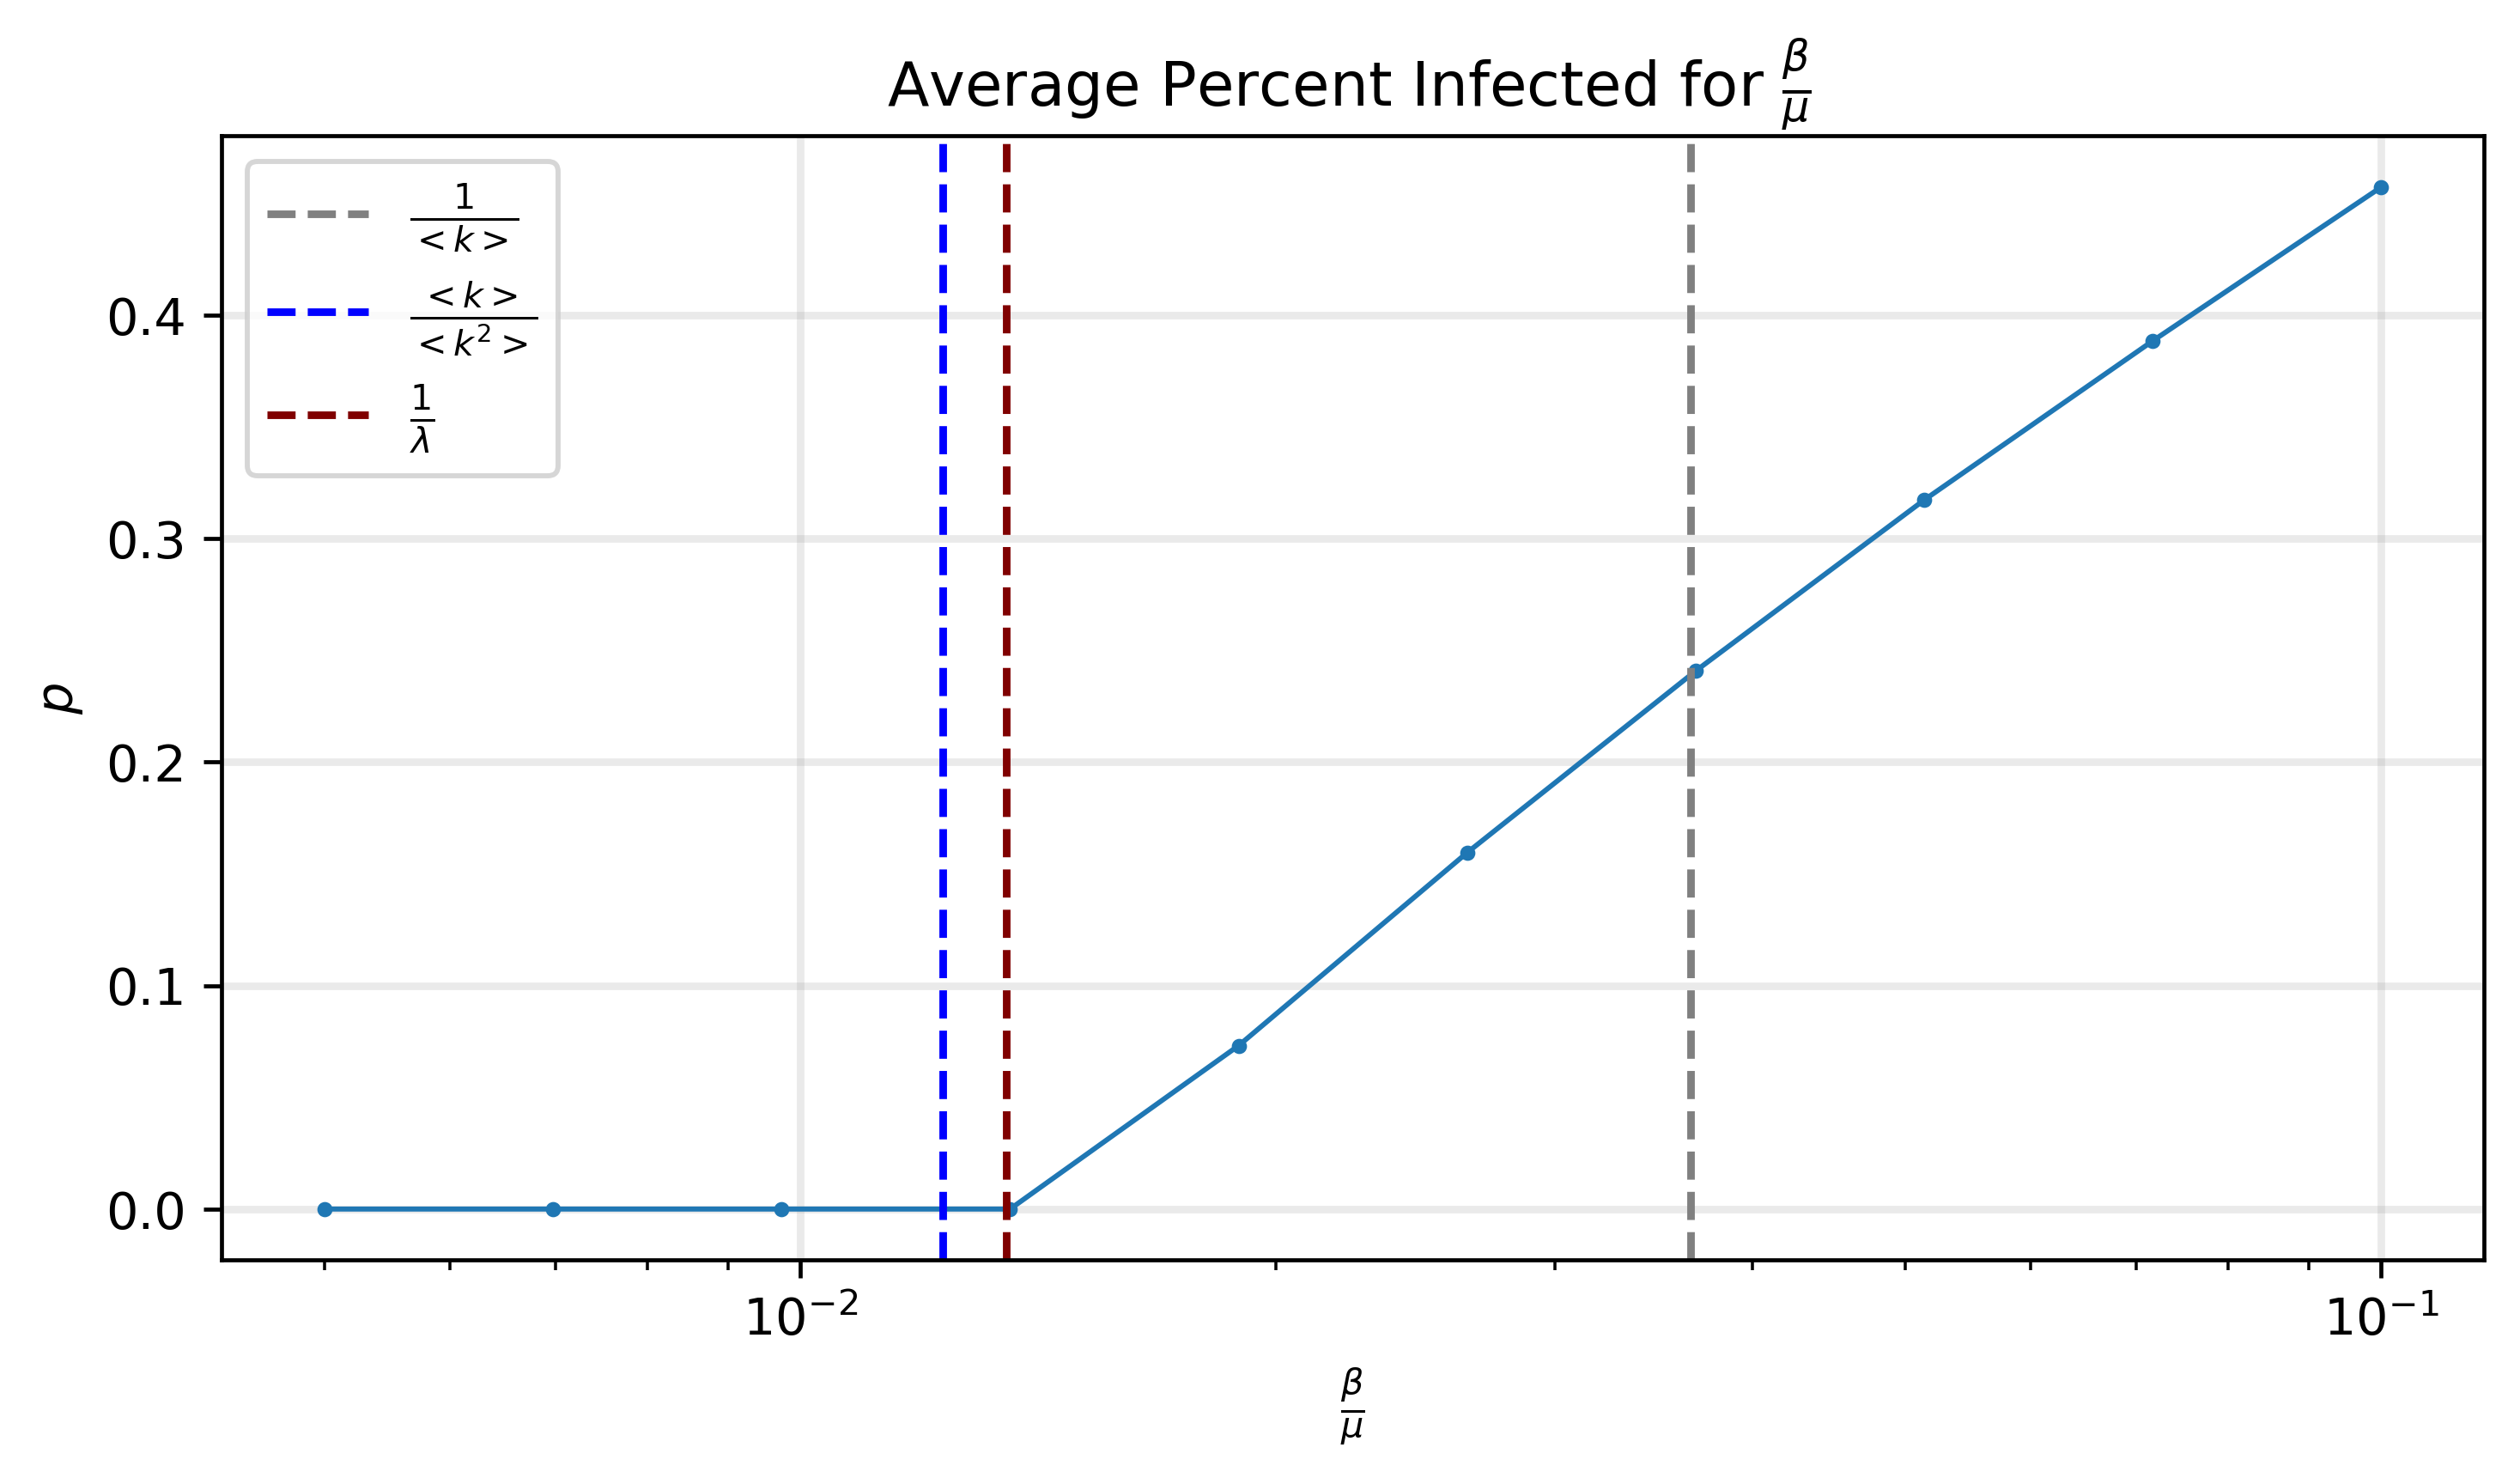 Average Percent Infected for β/μ
1/<k>
<k>/<k²>
1/λ
0.4
0.3
0.2
0.1
0.0
p
10⁻² 10⁻¹
β/μ